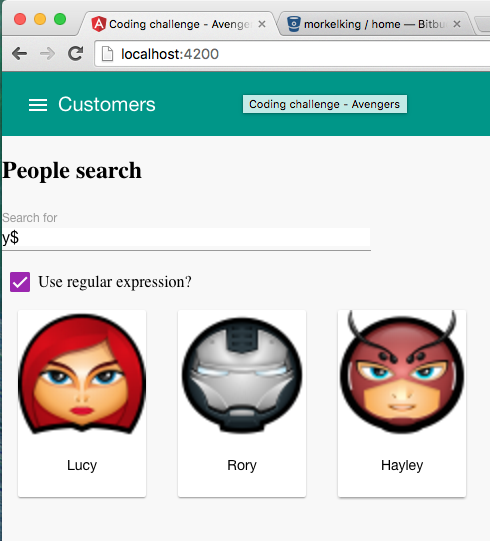 Coding challenge - Avenge
morkelking / home — Bitbu
localhost:4200
Customers
Coding challenge - Avengers
People search
Search for
y$
Use regular expression?
Lucy
Rory
Hayley